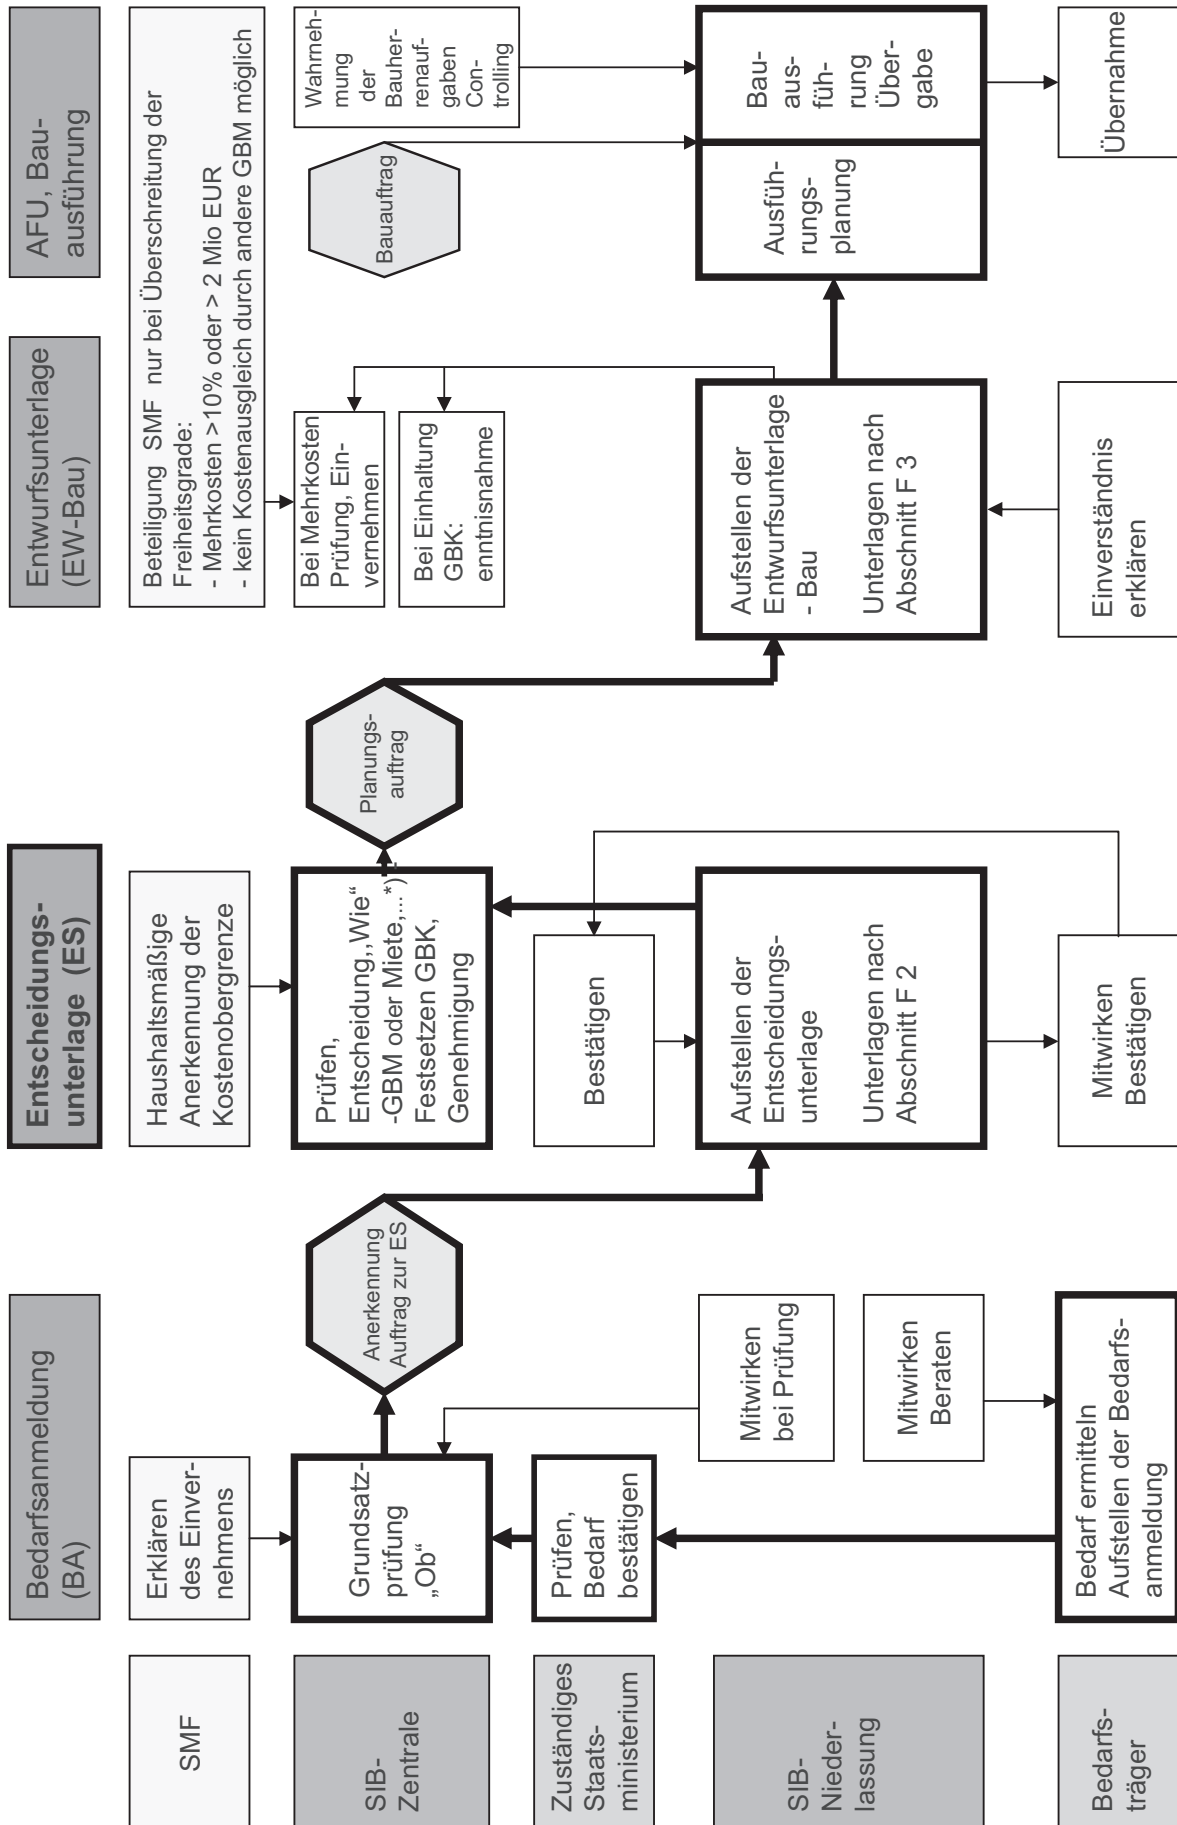 Bedarfsanmeldung
(BA)
Entscheidungs-
unterlage (ES)
Entwurfsunterlage
(EW-Bau)
AFU, Bau-
ausführung
SMF
Erklären
des Einver-
nehmens
Haushaltsmäßige
Anerkennung der
Kostenobergrenze
Beteiligung SMF nur bei Überschreitung der
Freiheitsgrade:
- Mehrkosten >10% oder > 2 Mio EUR
- kein Kostenausgleich durch andere GBM möglich
SIB-
Zentrale
Grundsatz-
prüfung
„Ob“
Anerkennung
Auftrag zur ES
Prüfen,
Entscheidung„Wie“
-GBM oder Miete,... *) -
Festsetzen GBK,
Genehmigung
Planungs-
auftrag
Bei Mehrkosten
Prüfung, Ein-
vernehmen
Bei Einhaltung
GBK:
enntnisnahme
Bauauftrag
Wahrneh-
mung
der
Bauher-
renauf-
gaben
Con-
trolling
Zuständiges
Staats-
ministerium
Prüfen,
Bedarf
bestätigen
Bestätigen
SIB-
Nieder-
lassung
Mitwirken
bei Prüfung
Mitwirken
Beraten
Aufstellen der
Entscheidungs-
unterlage
Unterlagen nach
Abschnitt F 2
Aufstellen der
Entwurfsunterlage
- Bau
Unterlagen nach
Abschnitt F 3
Ausfüh-
rungs-
planung
Bau-
aus-
füh-
rung
Über-
gabe
Bedarfs-
träger
Bedarf ermitteln
Aufstellen der Bedarfs-
anmeldung
Mitwirken
Bestätigen
Einverständnis
erklären
Übernahme